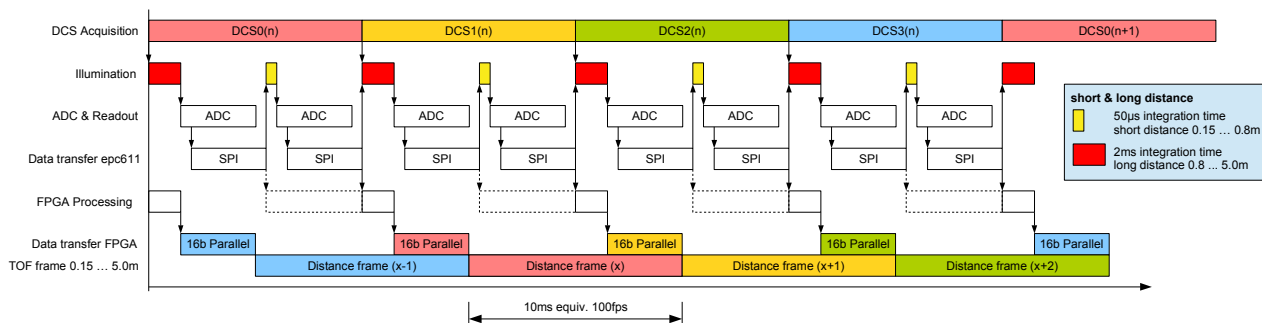 DCS Acquisition
DCS0(n)
DCS1(n)
DCS2(n)
DCS3(n)
DCS0(n+1)
Illumination
ADC & Readout
ADC
ADC
ADC
ADC
ADC
ADC
ADC
ADC
Data transfer epc611
SPI
SPI
SPI
SPI
SPI
SPI
SPI
SPI
FPGA Processing
Data transfer FPGA
16b Parallel
16b Parallel
16b Parallel
16b Parallel
16b Parallel
TOF frame 0.15 … 5.0m
Distance frame (x-1)
Distance frame (x)
Distance frame (x+1)
Distance frame (x+2)
10ms equiv. 100fps
short & long distance
50µs integration time
short distance 0.15 … 0.8m
2ms integration time
long distance 0.8 ... 5.0m